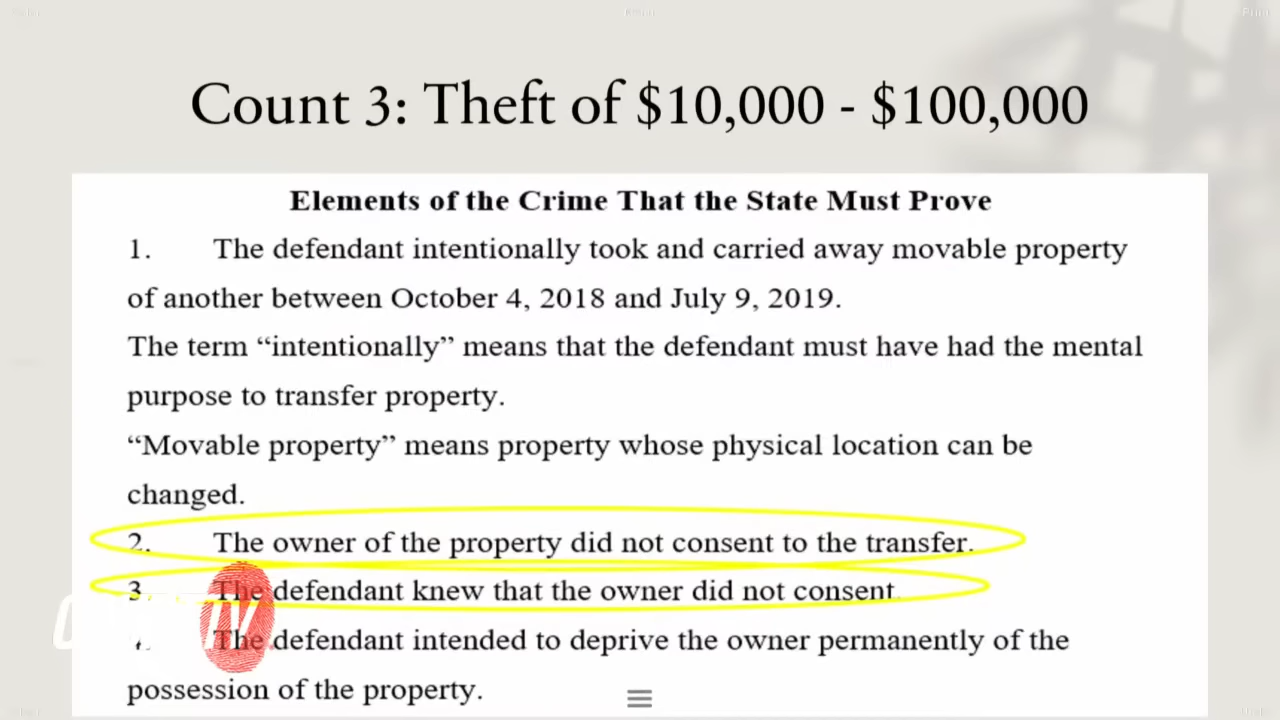 Count 3: Theft of $10,000 - $100,000
Elements of the Crime That the State Must Prove
1. The defendant intentionally took and carried away movable property
of another between October 4, 2018 and July 9, 2019.
The term “intentionally” means that the defendant must have had the mental
purpose to transfer property.
“Movable property” means property whose physical location can be
changed.
2. The owner of the property did not consent to the transfer.
3. The defendant knew that the owner did not consent.
The defendant intended to deprive the owner permanently of the
TV
possession of the property.